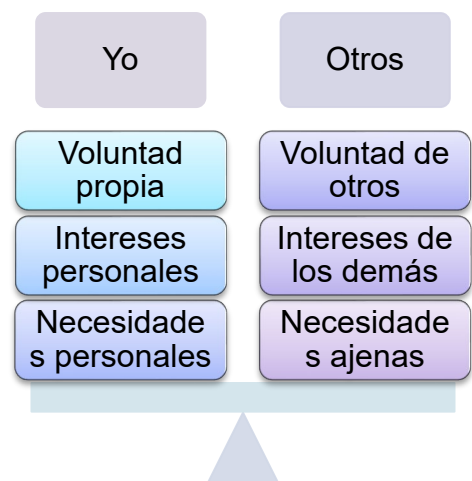 Yo
Otros
Voluntad
propia
Voluntad de
otros
Intereses
personales
Intereses de
los demás
Necesidade
s personales
Necesidade
s ajenas